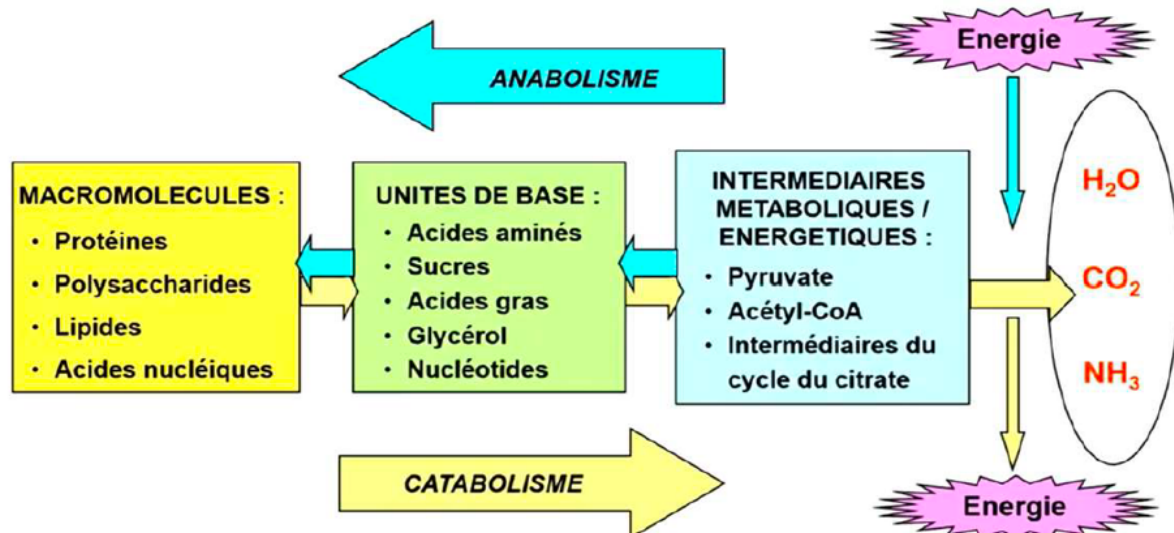 Energie
ANABOLISME
MACROMOLECULES :
• Protéines
• Polysaccharides
• Lipides
• Acides nucléiques
UNITES DE BASE :
• Acides aminés
• Sucres
• Acides gras
• Glycérol
• Nucléotides
INTERMEDIAIRES
METABOLIQUES /
ENERGETIQUES :
• Pyruvate
• Acétyl-CoA
• Intermédiaires du
cycle du citrate
H₂O
CO₂
NH₃
CATABOLISME
Energie